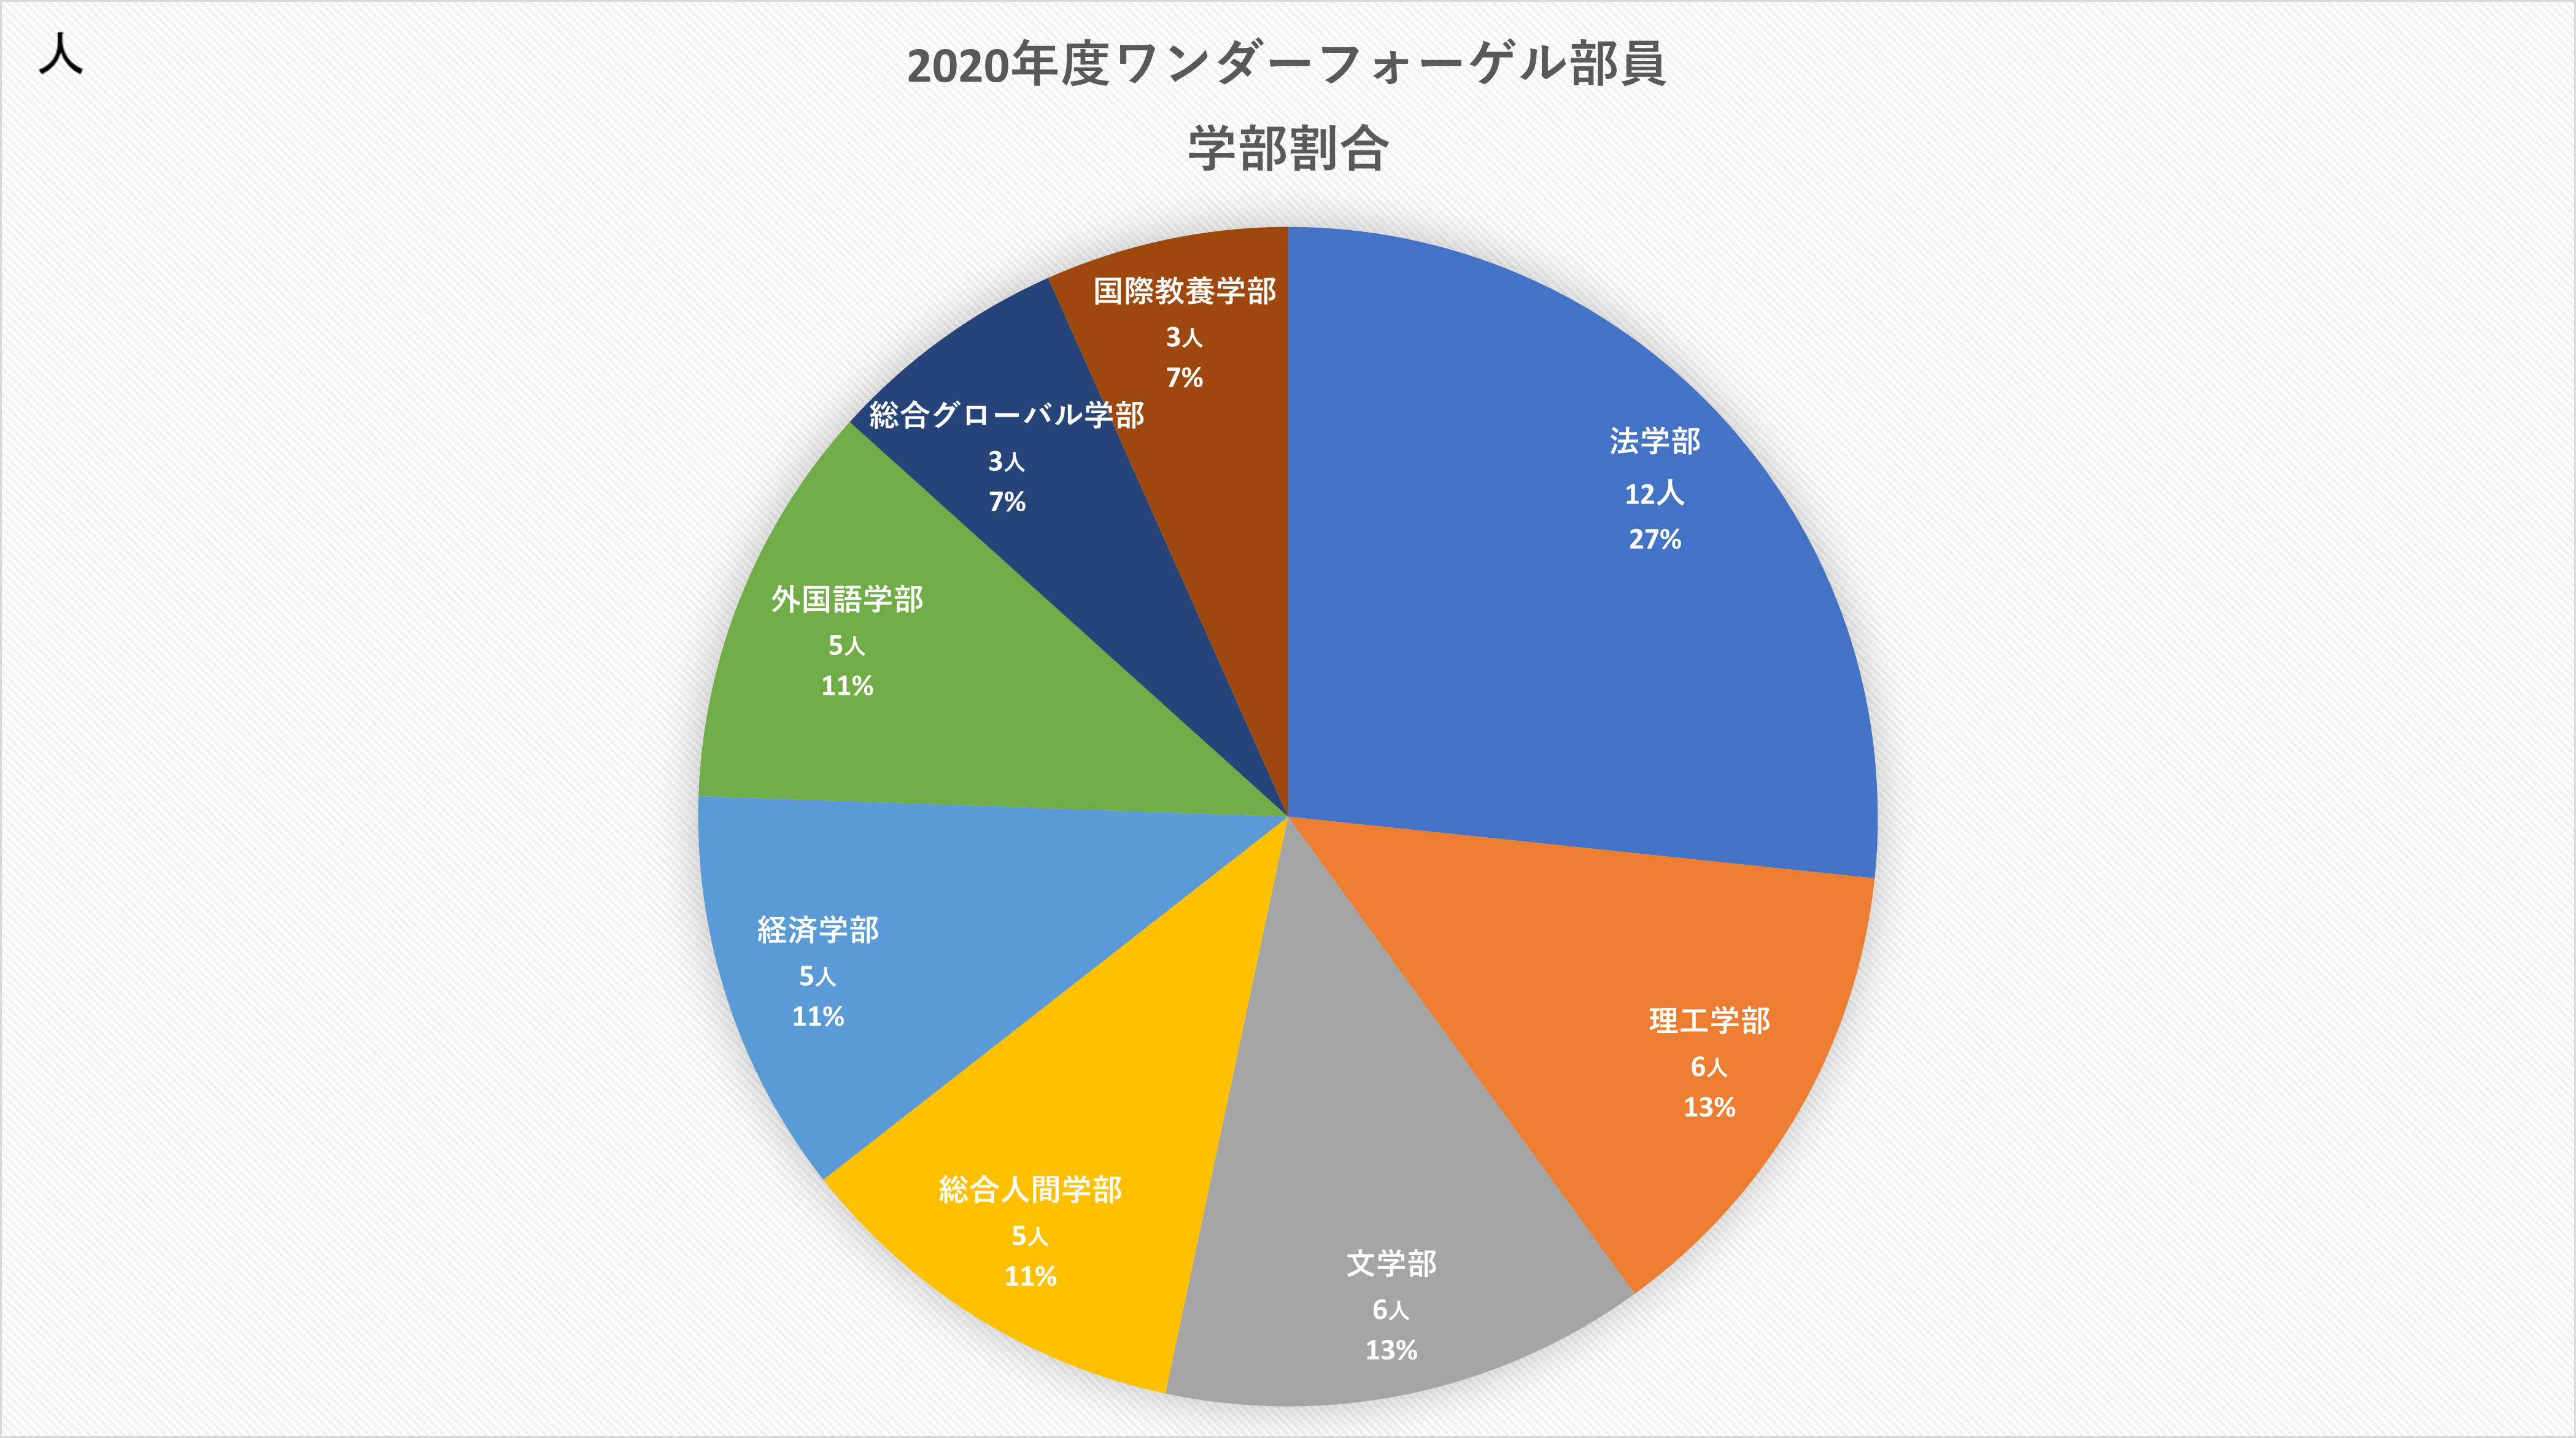 人
2020年度ワンダーフォーゲル部員
学部割合
国際教養学部
3人
7%
総合グローバル学部
3人
7%
法学部
12人
27%
外国語学部
5人
11%
経済学部
5人
11%
理工学部
6人
13%
総合人間学部
5人
11%
文学部
6人
13%